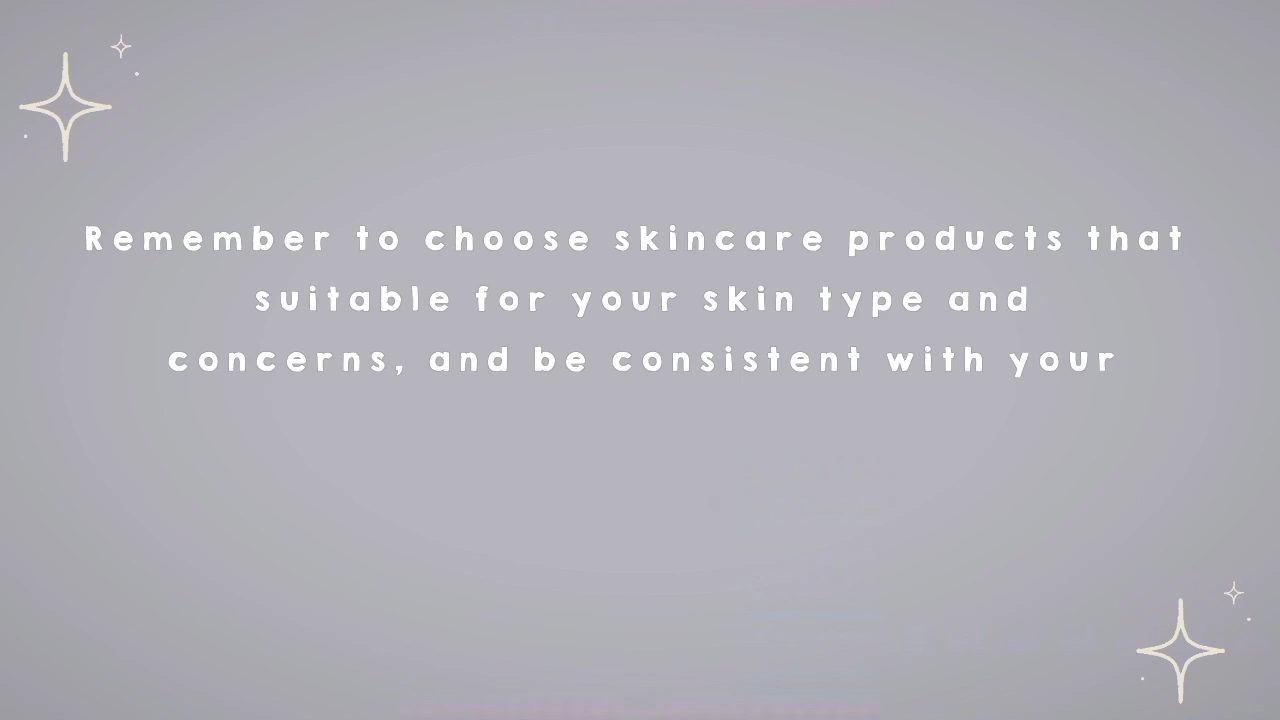 Remember to choose skincare products that
suitable for your skin type and
concerns, and be consistent with your